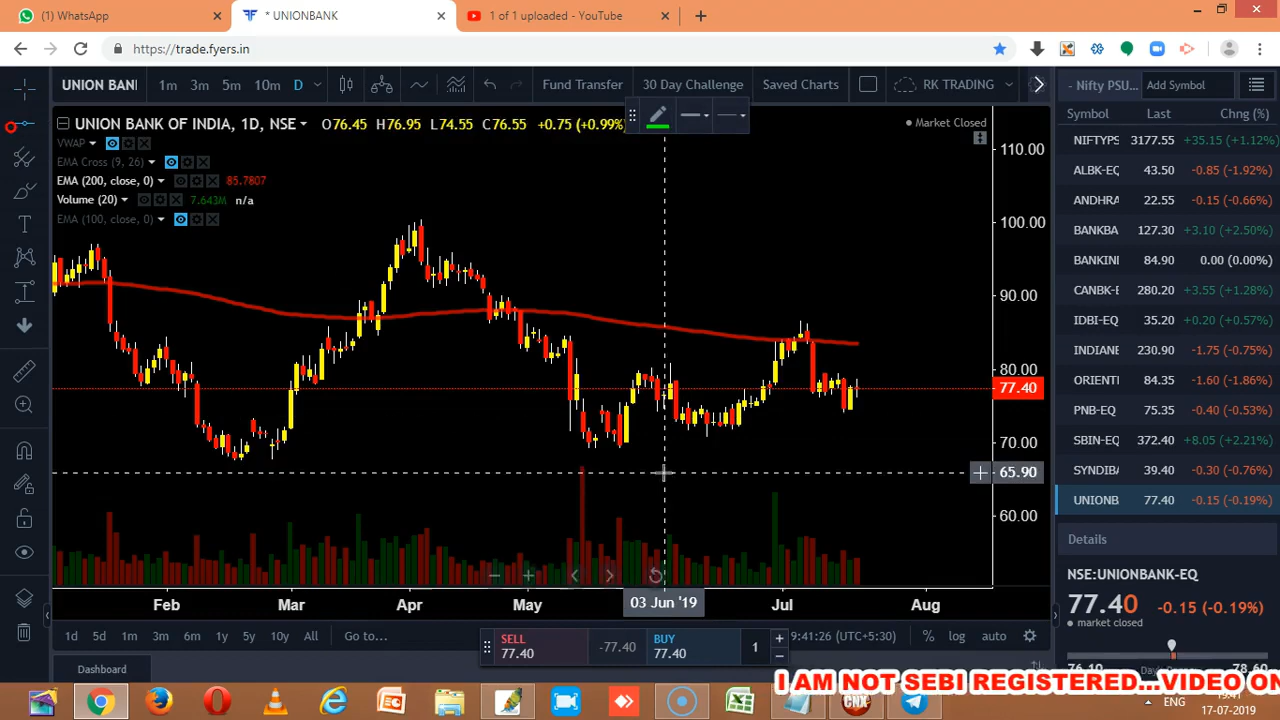 (1) WhatsApp
* UNIONBANK
1 of 1 uploaded - YouTube
https://trade.fyers.in
UNION BAN
1m 3m 5m 10m D
Fund Transfer
30 Day Challenge
Saved Charts
RK TRADING
- Nifty PSU...
Add Symbol
UNION BANK OF INDIA, 1D, NSE
O76.45 H76.95 L74.55 C76.55 +0.75 (+0.99%)
Market Closed
VWAP
EMA Cross (9, 26)
EMA (200, close, 0) 85.7807
Volume (20) 7.643M n/a
EMA (100, close, 0)
110.00
100.00
90.00
80.00
77.40
70.00
65.90
60.00
Feb Mar Apr May 03 Jun '19 Jul Aug
Symbol Last Chng (%)
NIFTYPS 3177.55 +35.15 (+1.12%)
ALBK-EQ 43.50 -0.85 (-1.92%)
ANDHRA 22.55 -0.15 (-0.66%)
BANKBA 127.30 +3.10 (+2.50%)
BANKINI 84.90 0.00 (0.00%)
CANBK-E 280.20 +3.55 (+1.28%)
IDBI-EQ 35.20 +0.20 (+0.57%)
INDIANE 230.90 -1.75 (-0.75%)
ORIENT 84.35 -1.60 (-1.86%)
PNB-EQ 75.35 -0.40 (-0.53%)
SBIN-EQ 372.40 +8.05 (+2.21%)
SYNDIB 39.40 -0.30 (-0.76%)
UNIONB 77.40 -0.15 (-0.19%)
Details
NSE:UNIONBANK-EQ
77.40 -0.15 (-0.19%)
market closed
1d 5d 1m 3m 6m 1y 5y 10y All Go to...
SELL
77.40
-77.40
BUY
77.40
1
9:41:26 (UTC+5:30)
% log auto
76.10 78.60
Dashboard
I AM NOT SEBI REGISTERED...VIDEO ON
ENG
19:41
17-07-2019